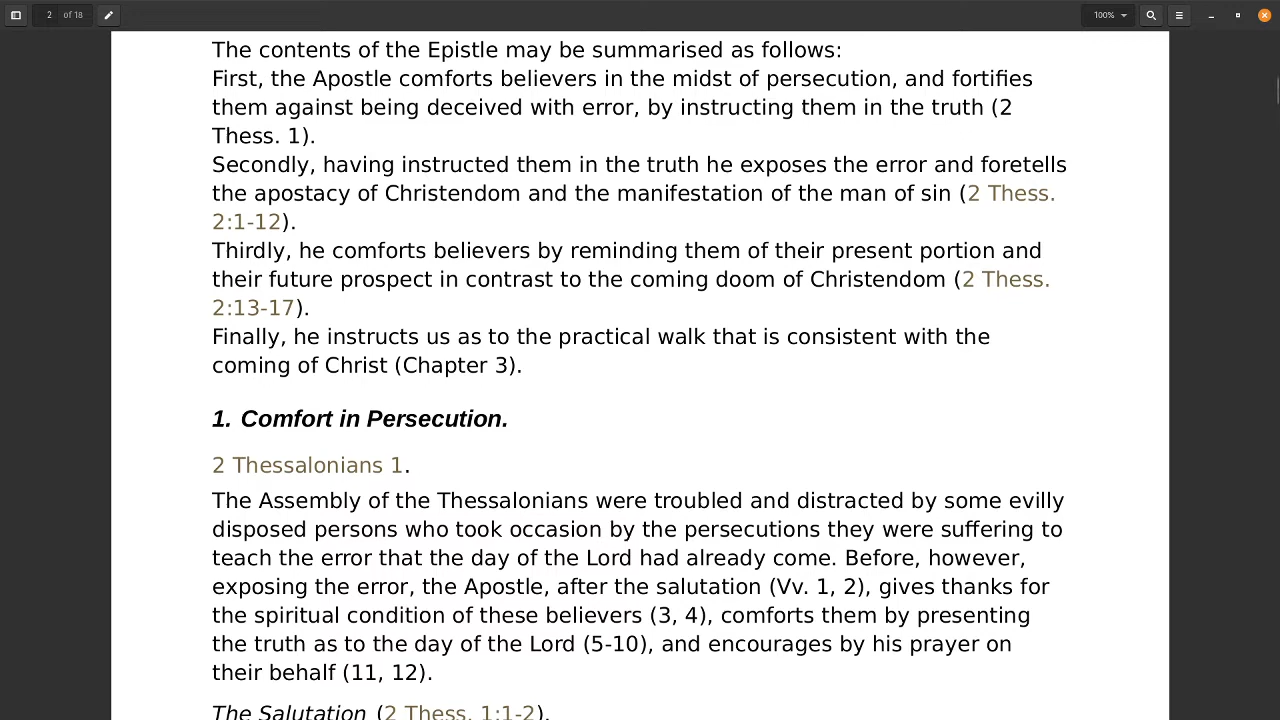 2 of 18
100%
The contents of the Epistle may be summarised as follows:
First, the Apostle comforts believers in the midst of persecution, and fortifies
them against being deceived with error, by instructing them in the truth (2
Thess. 1).
Secondly, having instructed them in the truth he exposes the error and foretells
the apostacy of Christendom and the manifestation of the man of sin (2 Thess.
2:1-12).
Thirdly, he comforts believers by reminding them of their present portion and
their future prospect in contrast to the coming doom of Christendom (2 Thess.
2:13-17).
Finally, he instructs us as to the practical walk that is consistent with the
coming of Christ (Chapter 3).
1. Comfort in Persecution.
2 Thessalonians 1.
The Assembly of the Thessalonians were troubled and distracted by some evilly
disposed persons who took occasion by the persecutions they were suffering to
teach the error that the day of the Lord had already come. Before, however,
exposing the error, the Apostle, after the salutation (Vv. 1, 2), gives thanks for
the spiritual condition of these believers (3, 4), comforts them by presenting
the truth as to the day of the Lord (5-10), and encourages by his prayer on
their behalf (11, 12).
The Salutation (2 Thess. 1:1-2).